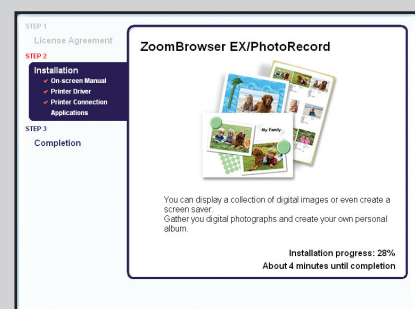 STEP 1
License Agreement
STEP 2
Installation
On-screen Manual
Printer Driver
Printer Connection
Applications
STEP 3
Completion
ZoomBrowser EX/PhotoRecord
My Family
You can display a collection of digital images or even create a
screen saver.
Gather you digital photographs and create your own personal
album.
Installation progress: 28%
About 4 minutes until completion